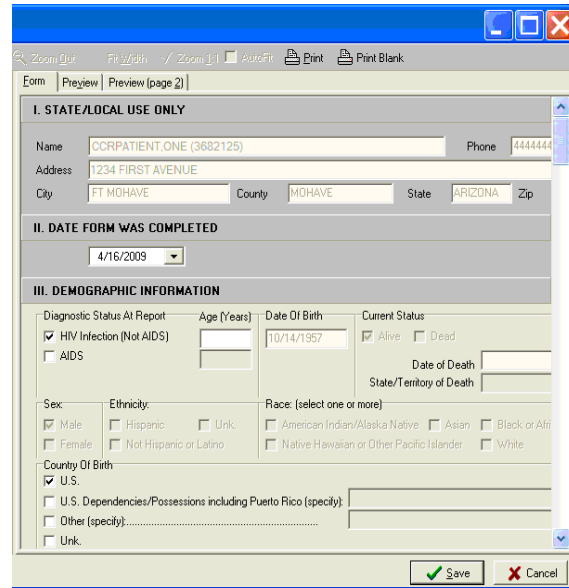 Zoom Out Fit Width Zoom 1:1 AutoFit Print Print Blank
Form Preview Preview (page 2)
I. STATE/LOCAL USE ONLY
Name CCRPATIENT,ONE (3682125) Phone 4444444
Address 1234 FIRST AVENUE
City FT MOHAVE County MOHAVE State ARIZONA Zip
II. DATE FORM WAS COMPLETED
4/16/2009
III. DEMOGRAPHIC INFORMATION
Diagnostic Status At Report Age (Years) Date Of Birth Current Status
HIV Infection (Not AIDS) 10/14/1957 Alive Dead
AIDS Date of Death
State/Territory of Death
Sex: Ethnicity: Race: (select one or more)
Male Hispanic Unk. American Indian/Alaska Native Asian Black or Afri
Female Not Hispanic or Latino Native Hawaiian or Other Pacific Islander White
Country Of Birth
U.S.
U.S. Dependencies/Possessions including Puerto Rico (specify):
Other (specify):......................................................................
Unk.
Save Cancel